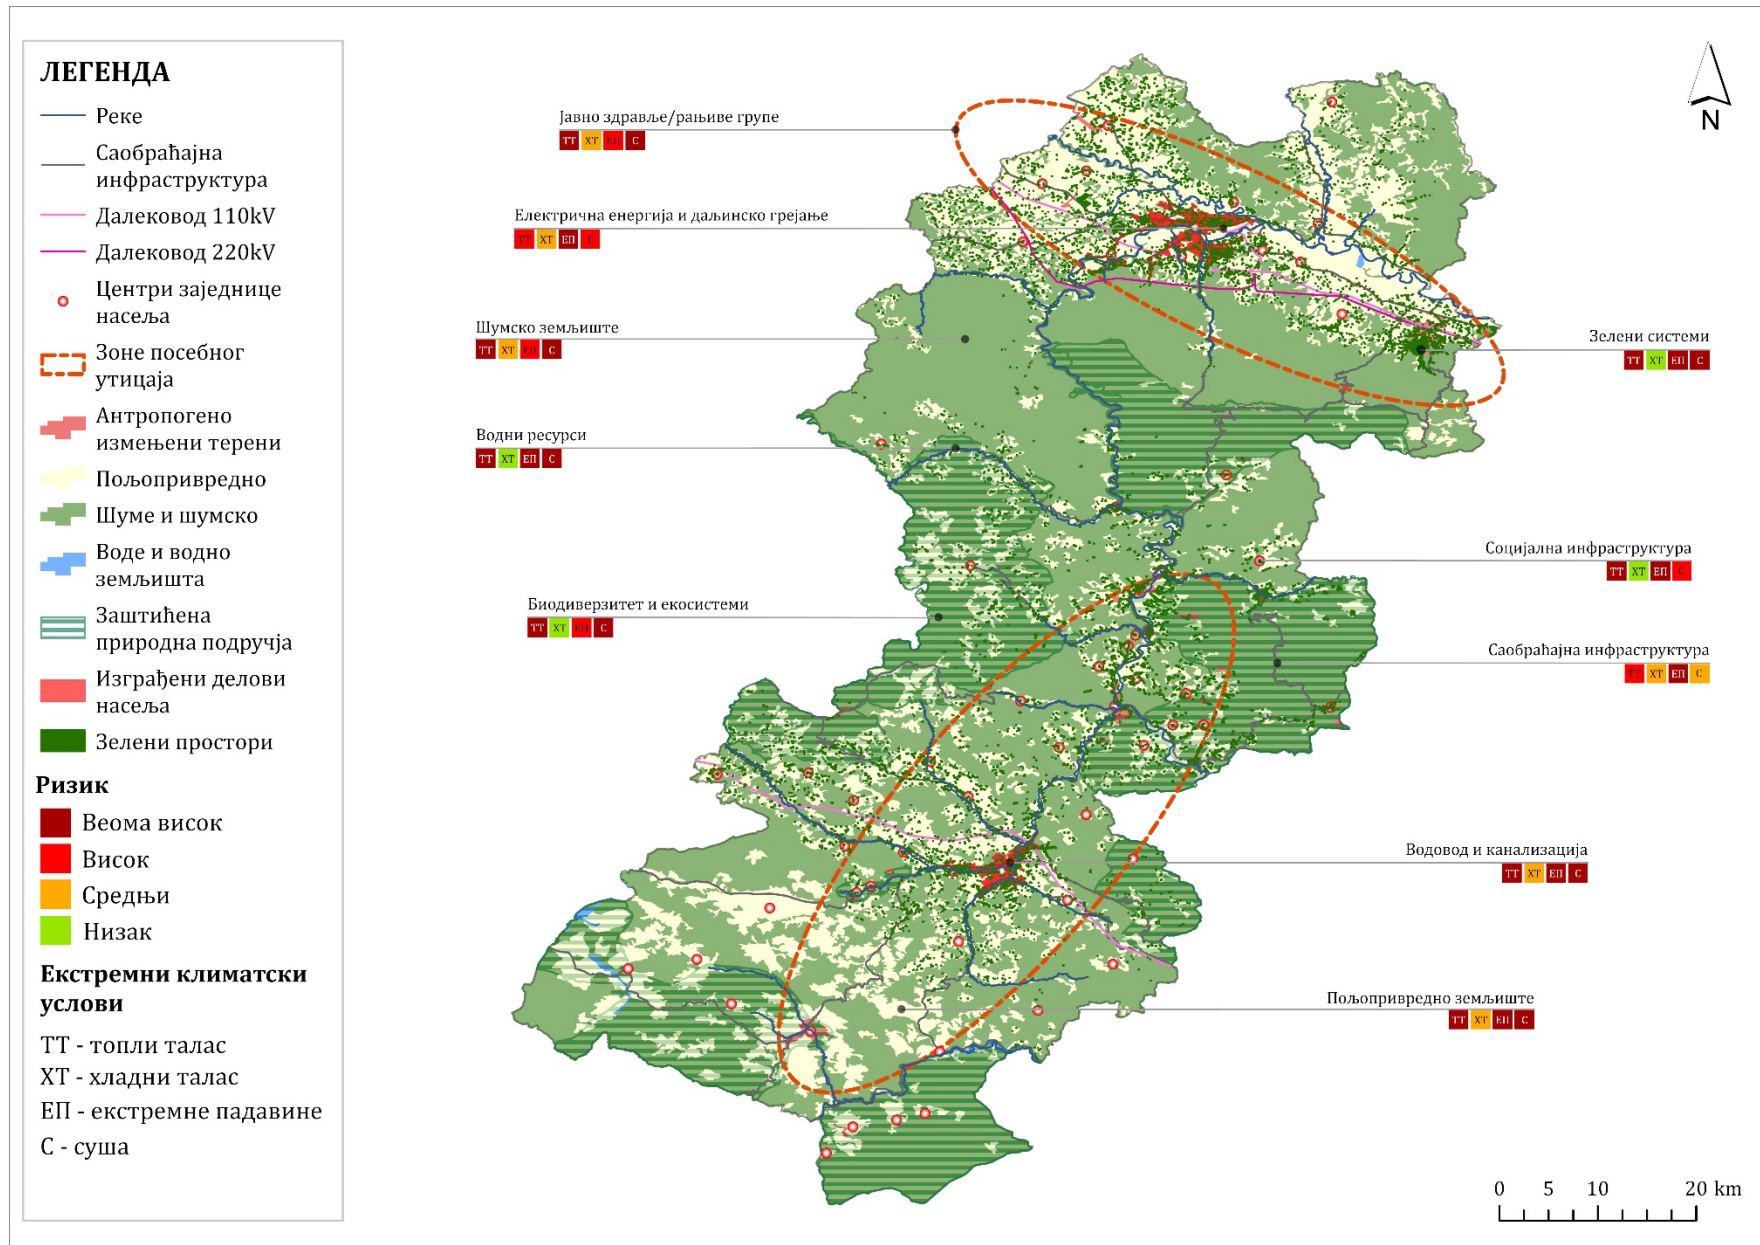 ЛЕГЕНДА
Реке
Саобраћајна
инфраструктура
Далековод 110kV
Далековод 220kV
Центри заједнице
насеља
Зоне посебног
утицаја
Антропогено
измењени терени
Пољопривредно
Шуме и шумско
Воде и водно
земљишта
Заштићена
природна подручја
Изграђени делови
насеља
Зелени простори
Ризик
Веома висок
Висок
Средњи
Низак
Екстремни климатски
услови
ТТ - топли талас
ХТ - хладни талас
ЕП - екстремне падавине
С - суша
Јавно здравље/рањиве групе
ТТ ХТ ЕП С
Електрична енергија и даљинско грејање
ТТ ХТ ЕП С
Шумско земљиште
ТТ ХТ ЕП С
Водни ресурси
ТТ ХТ ЕП С
Биодиверзитет и екосистеми
ТТ ХТ ЕП С
N
Зелени системи
ТТ ХТ ЕП С
Социјална инфраструктура
ТТ ХТ ЕП С
Саобраћајна инфраструктура
ТТ ХТ ЕП С
Водовод и канализација
ТТ ХТ ЕП С
Пољопривредно земљиште
ТТ ХТ ЕП С
0 5 10 20 km